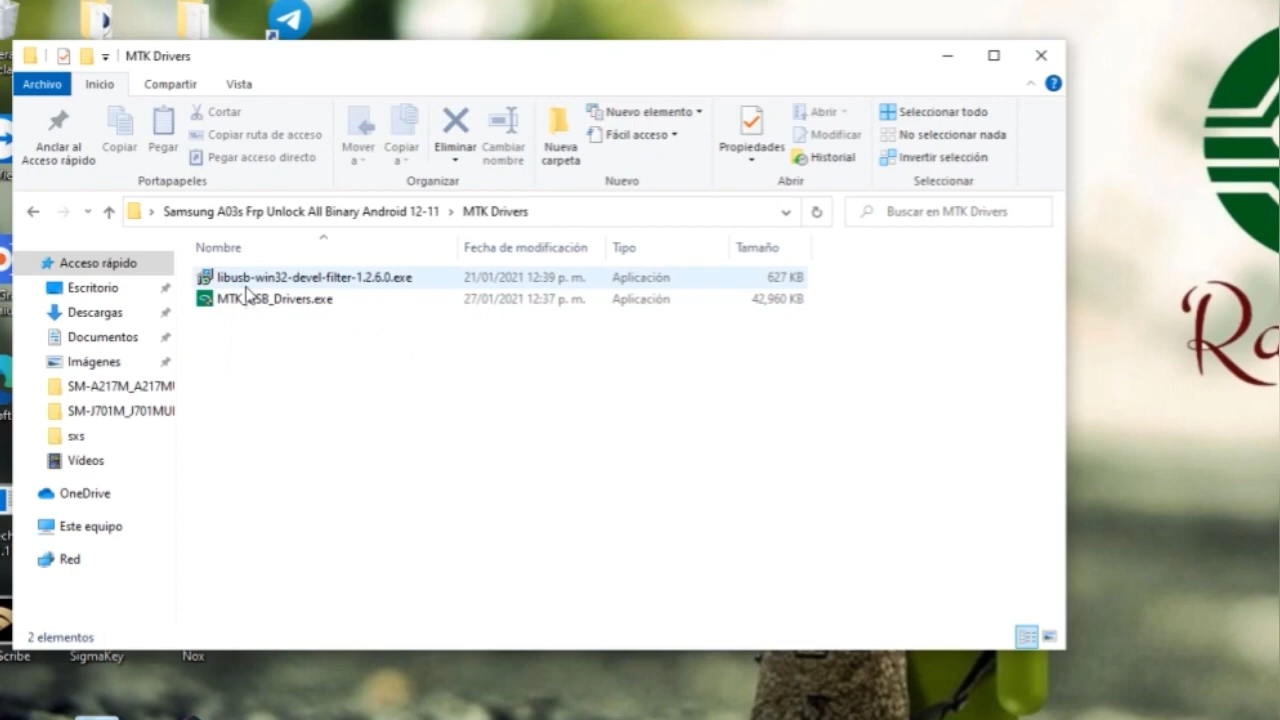 MTK Drivers
Archivo Inicio Compartir Vista
Anclar al Acceso rápido
Copiar
Pegar
Cortar
Copiar ruta de acceso
Pegar acceso directo
Portapapeles
Mover a
Copiar a
Eliminar
Cambiar nombre
Organizar
Nueva carpeta
Nuevo elemento
Fácil acceso
Nuevo
Propiedades
Abrir
Modificar
Historial
Abrir
Seleccionar todo
No seleccionar nada
Invertir selección
Seleccionar
Samsung A03s Frp Unlock All Binary Android 12-11 > MTK Drivers
Buscar en MTK Drivers
Nombre Fecha de modificación Tipo Tamaño
libusb-win32-devel-filter-1.2.6.0.exe 21/01/2021 12:39 p. m. Aplicación 627 KB
MTK_USB_Drivers.exe 27/01/2021 12:37 p. m. Aplicación 42,960 KB
Acceso rápido
Escritorio
Descargas
Documentos
Imágenes
SM-A217M_A217MU
SM-J701M_J701MU
sxs
Vídeos
OneDrive
Este equipo
Red
2 elementos
SigmaKey
Nox